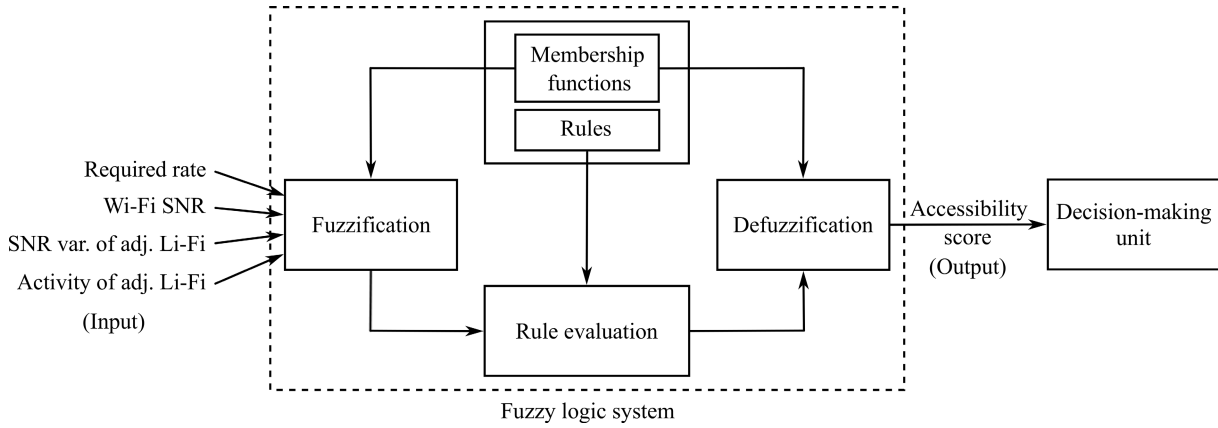 Membership
functions
Rules
Required rate
Wi-Fi SNR
SNR var. of adj. Li-Fi
Activity of adj. Li-Fi
(Input)
Fuzzification
Rule evaluation
Defuzzification
Accessibility
score
(Output)
Decision-making
unit
Fuzzy logic system